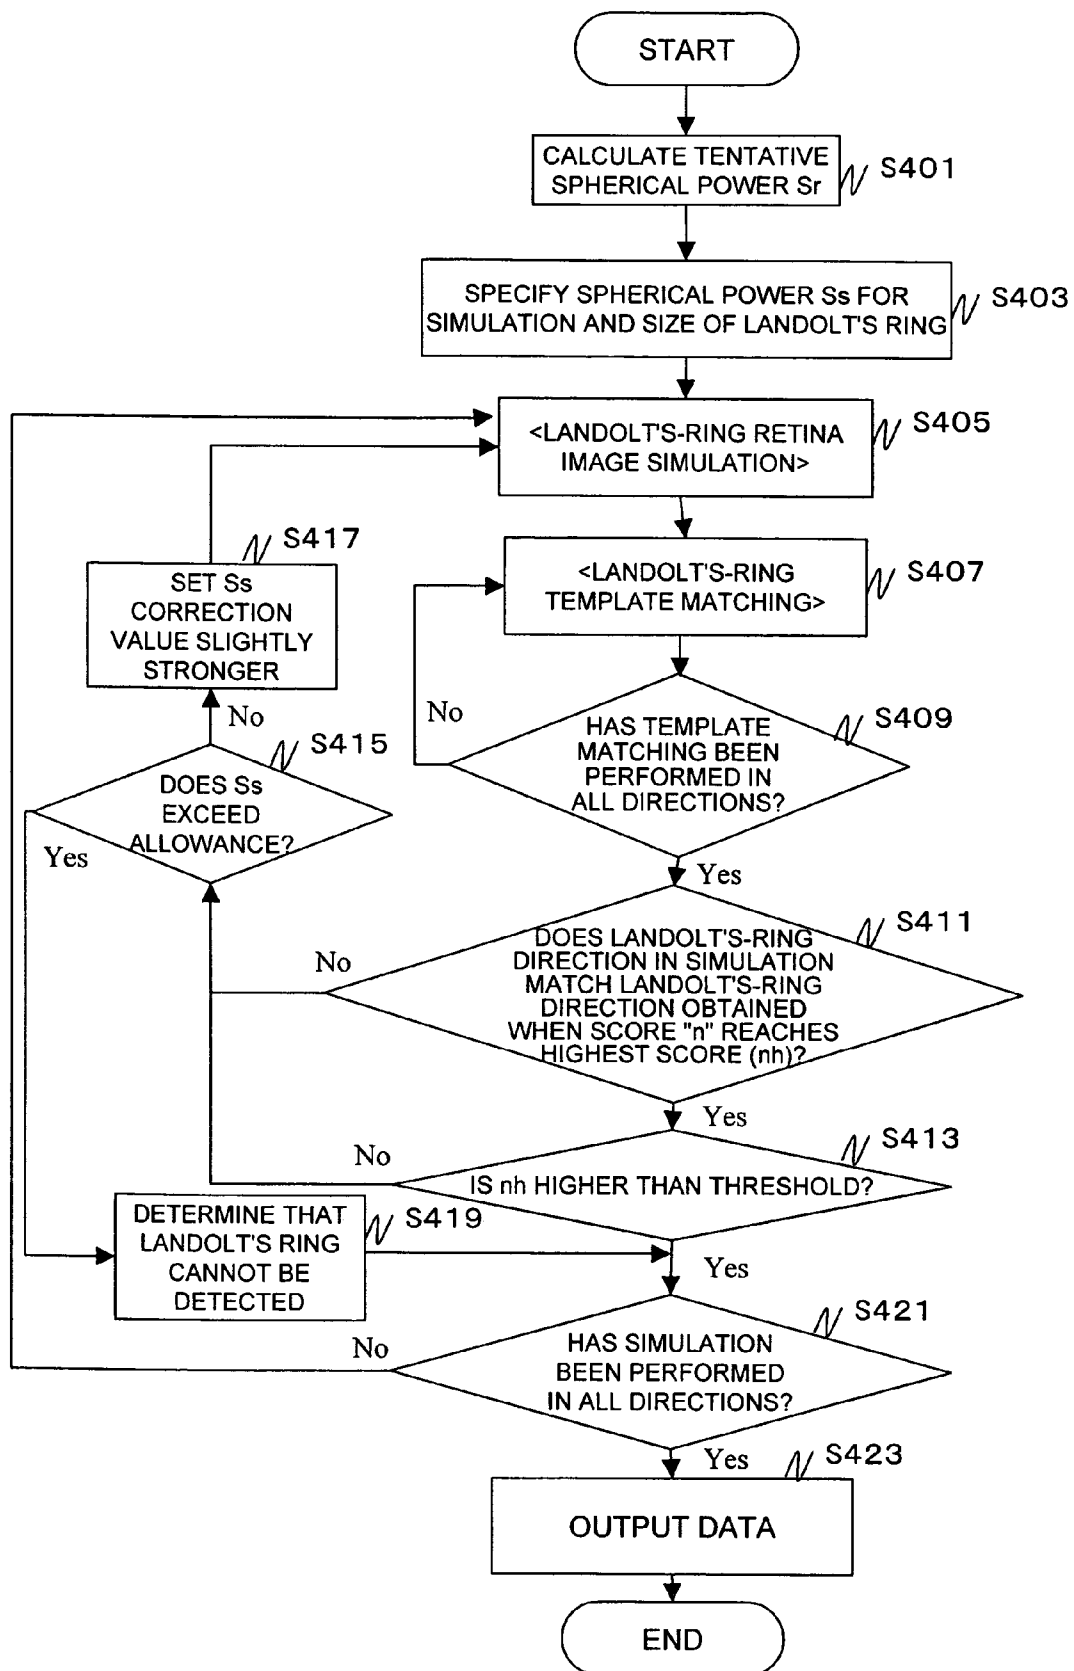 START
CALCULATE TENTATIVE
SPHERICAL POWER Sr
S401
SPECIFY SPHERICAL POWER Ss FOR
SIMULATION AND SIZE OF LANDOLT'S RING
S403
<LANDOLT'S-RING RETINA
IMAGE SIMULATION>
S405
S417
SET Ss
CORRECTION
VALUE SLIGHTLY
STRONGER
<LANDOLT'S-RING
TEMPLATE MATCHING>
S407
No
No
S409
HAS TEMPLATE
MATCHING BEEN
PERFORMED IN
ALL DIRECTIONS?
S415
DOES Ss
EXCEED
ALLOWANCE?
Yes
Yes
S411
No
DOES LANDOLT'S-RING
DIRECTION IN SIMULATION
MATCH LANDOLT'S-RING
DIRECTION OBTAINED
WHEN SCORE "n" REACHES
HIGHEST SCORE (nh)?
Yes
S413
No
IS nh HIGHER THAN THRESHOLD?
DETERMINE THAT
LANDOLT'S RING
CANNOT BE
DETECTED
S419
Yes
S421
No
HAS SIMULATION
BEEN PERFORMED
IN ALL DIRECTIONS?
Yes
S423
OUTPUT DATA
END